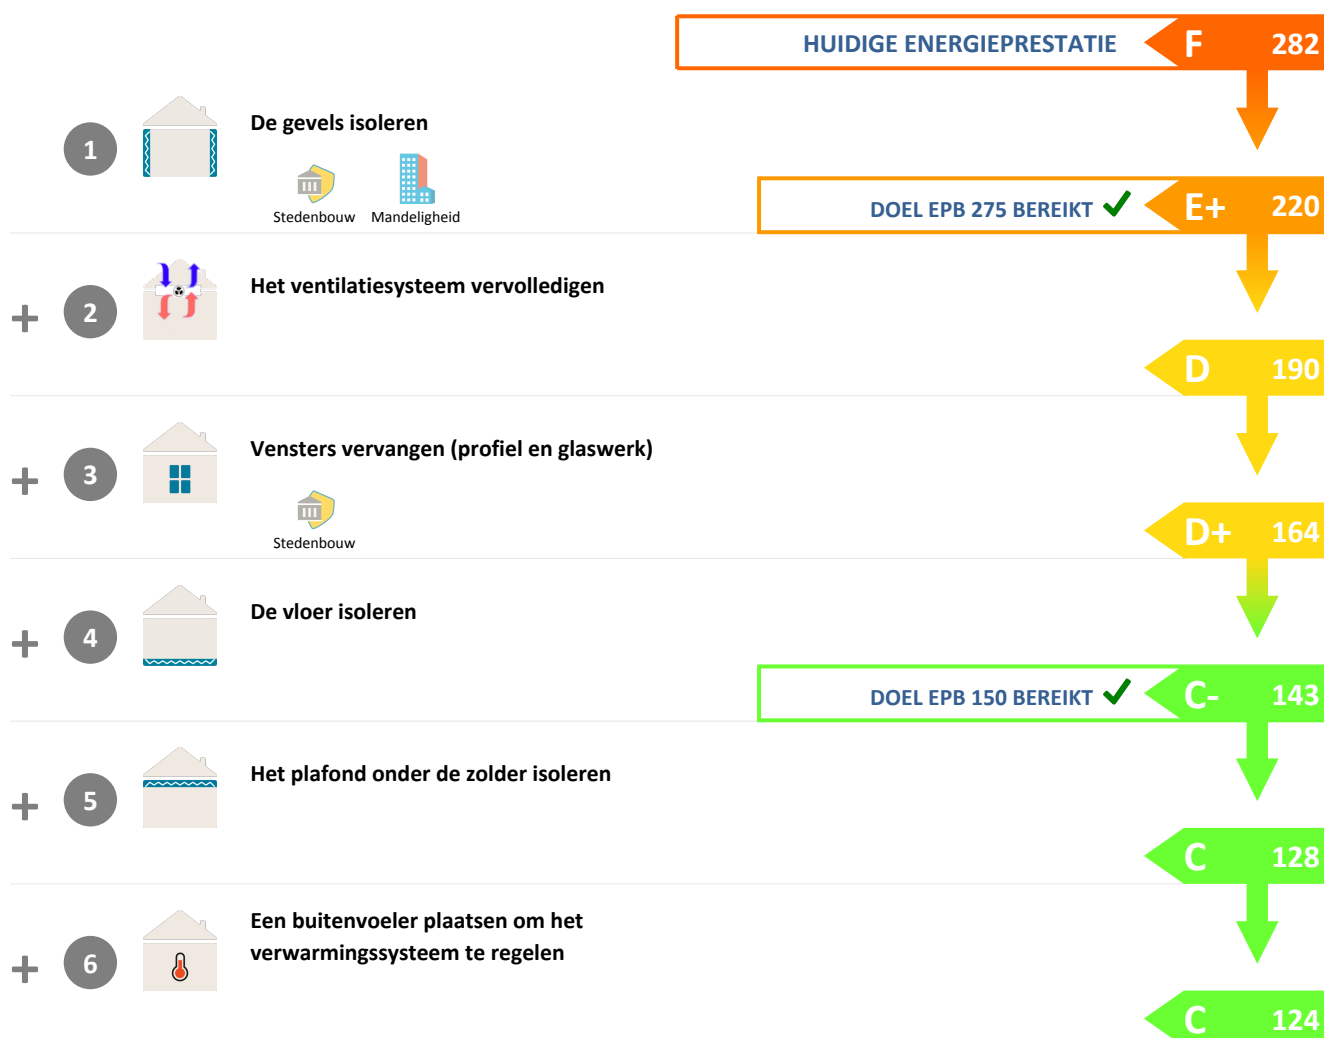 HUIDIGE ENERGIEPRESTATIE F 282
1 De gevels isoleren
Stedenbouw Mandeligheid
DOEL EPB 275 BEREIKT ✓ E+ 220
+ 2 Het ventilatiesysteem vervolledigen
D 190
+ 3 Vensters vervangen (profiel en glaswerk)
Stedenbouw
D+ 164
+ 4 De vloer isoleren
DOEL EPB 150 BEREIKT ✓ C- 143
+ 5 Het plafond onder de zolder isoleren
C 128
+ 6 Een buitenvoeler plaatsen om het
verwarmingssysteem te regelen
C 124